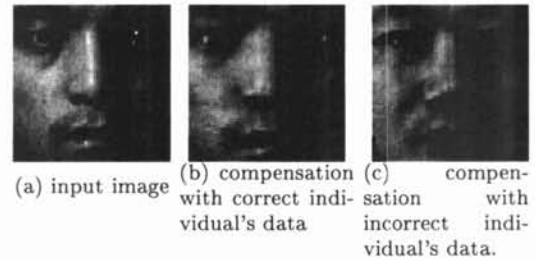 (a) input image
(b) compensation
with correct indi-
vidual's data
(c) compen-
sation with
incorrect indi-
vidual's data.